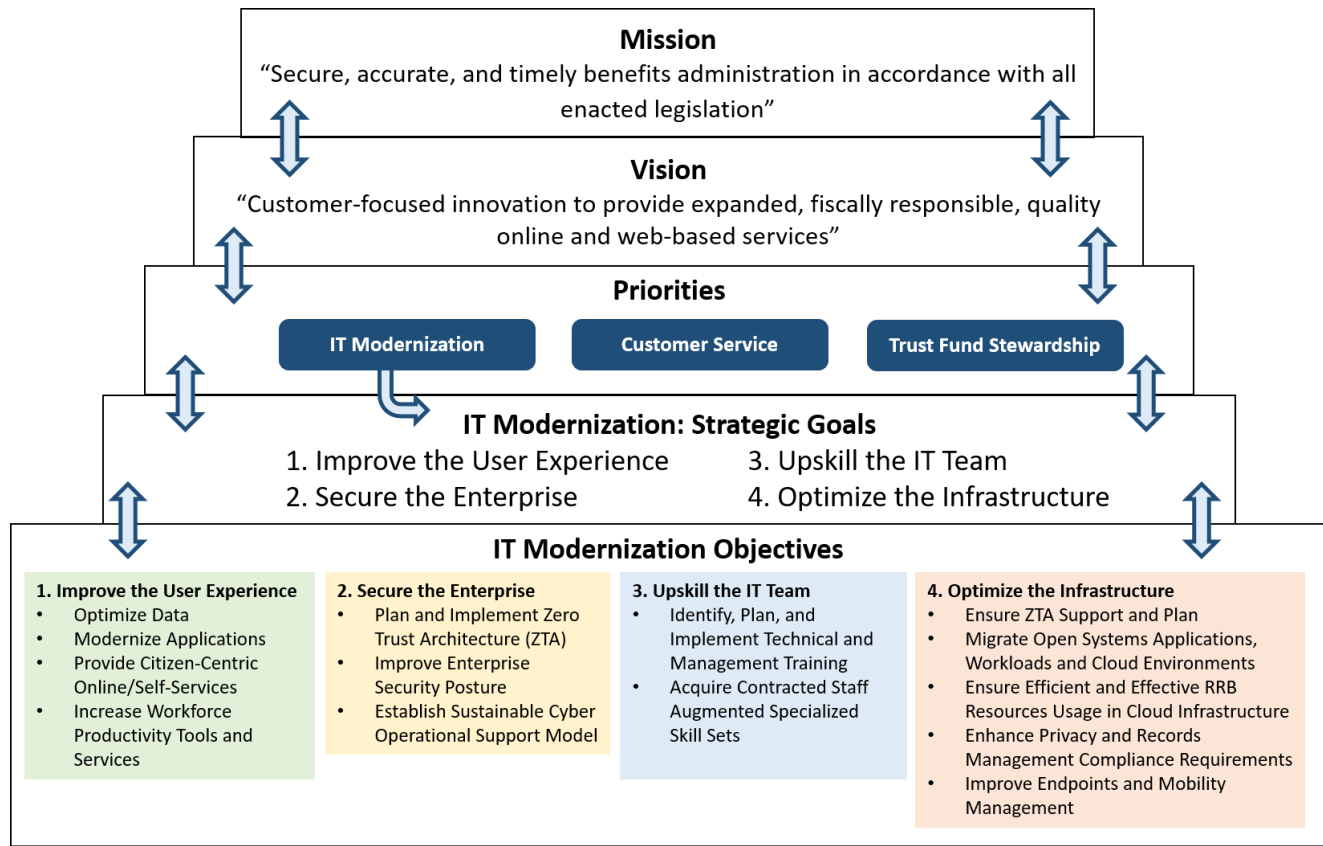 Mission
“Secure, accurate, and timely benefits administration in accordance with all
enacted legislation”
Vision
“Customer-focused innovation to provide expanded, fiscally responsible, quality
online and web-based services”
Priorities
IT Modernization
Customer Service
Trust Fund Stewardship
IT Modernization: Strategic Goals
1. Improve the User Experience
2. Secure the Enterprise
3. Upskill the IT Team
4. Optimize the Infrastructure
IT Modernization Objectives
1. Improve the User Experience
• Optimize Data
• Modernize Applications
• Provide Citizen-Centric
Online/Self-Services
• Increase Workforce
Productivity Tools and
Services
2. Secure the Enterprise
• Plan and Implement Zero
Trust Architecture (ZTA)
• Improve Enterprise
Security Posture
• Establish Sustainable Cyber
Operational Support Model
3. Upskill the IT Team
• Identify, Plan, and
Implement Technical and
Management Training
• Acquire Contracted Staff
Augmented Specialized
Skill Sets
4. Optimize the Infrastructure
• Ensure ZTA Support and Plan
• Migrate Open Systems Applications,
Workloads and Cloud Environments
• Ensure Efficient and Effective RRB
Resources Usage in Cloud Infrastructure
• Enhance Privacy and Records
Management Compliance Requirements
• Improve Endpoints and Mobility
Management